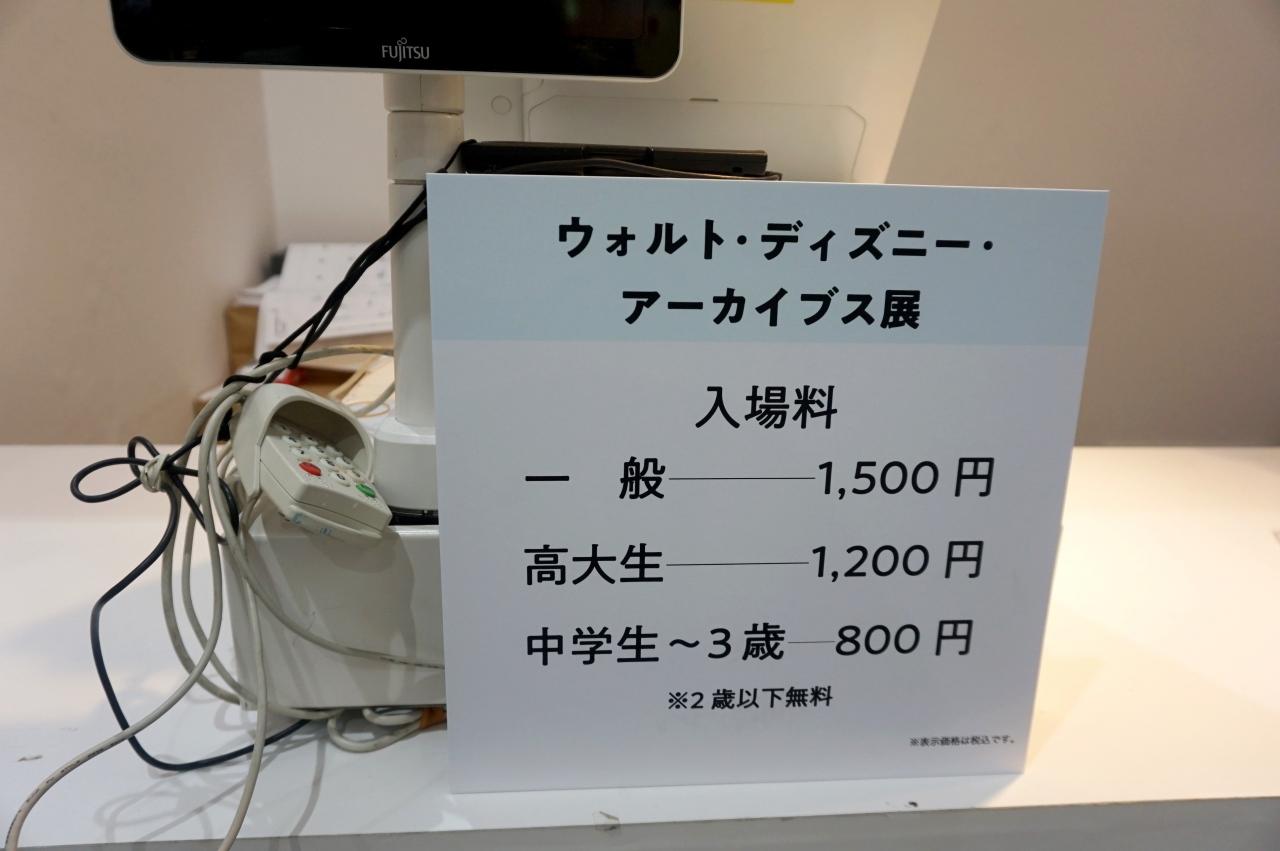 FUJITSU
ウォルト・ディズニー・
アーカイブス展
入場料
一 般 1,500 円
高大生 1,200 円
中学生～3歳 800 円
※2歳以下無料
※表示価格は税込です。